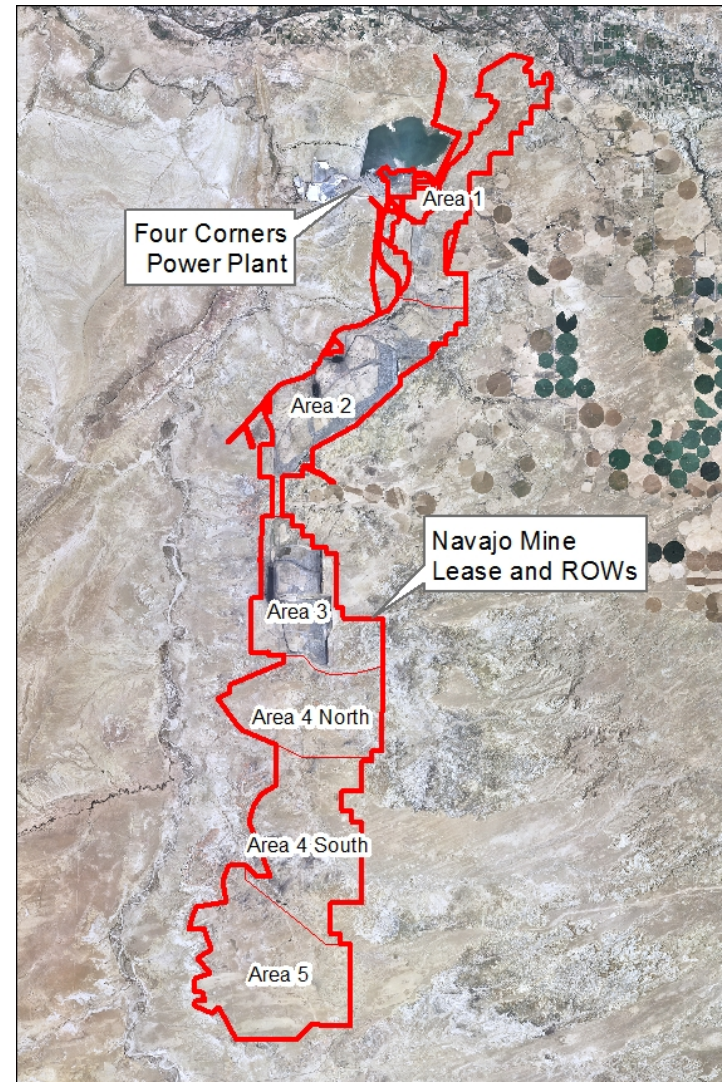 Area 1
Four Corners
Power Plant
Area 2
Navajo Mine
Lease and ROWs
Area 3
Area 4 North
Area 4 South
Area 5